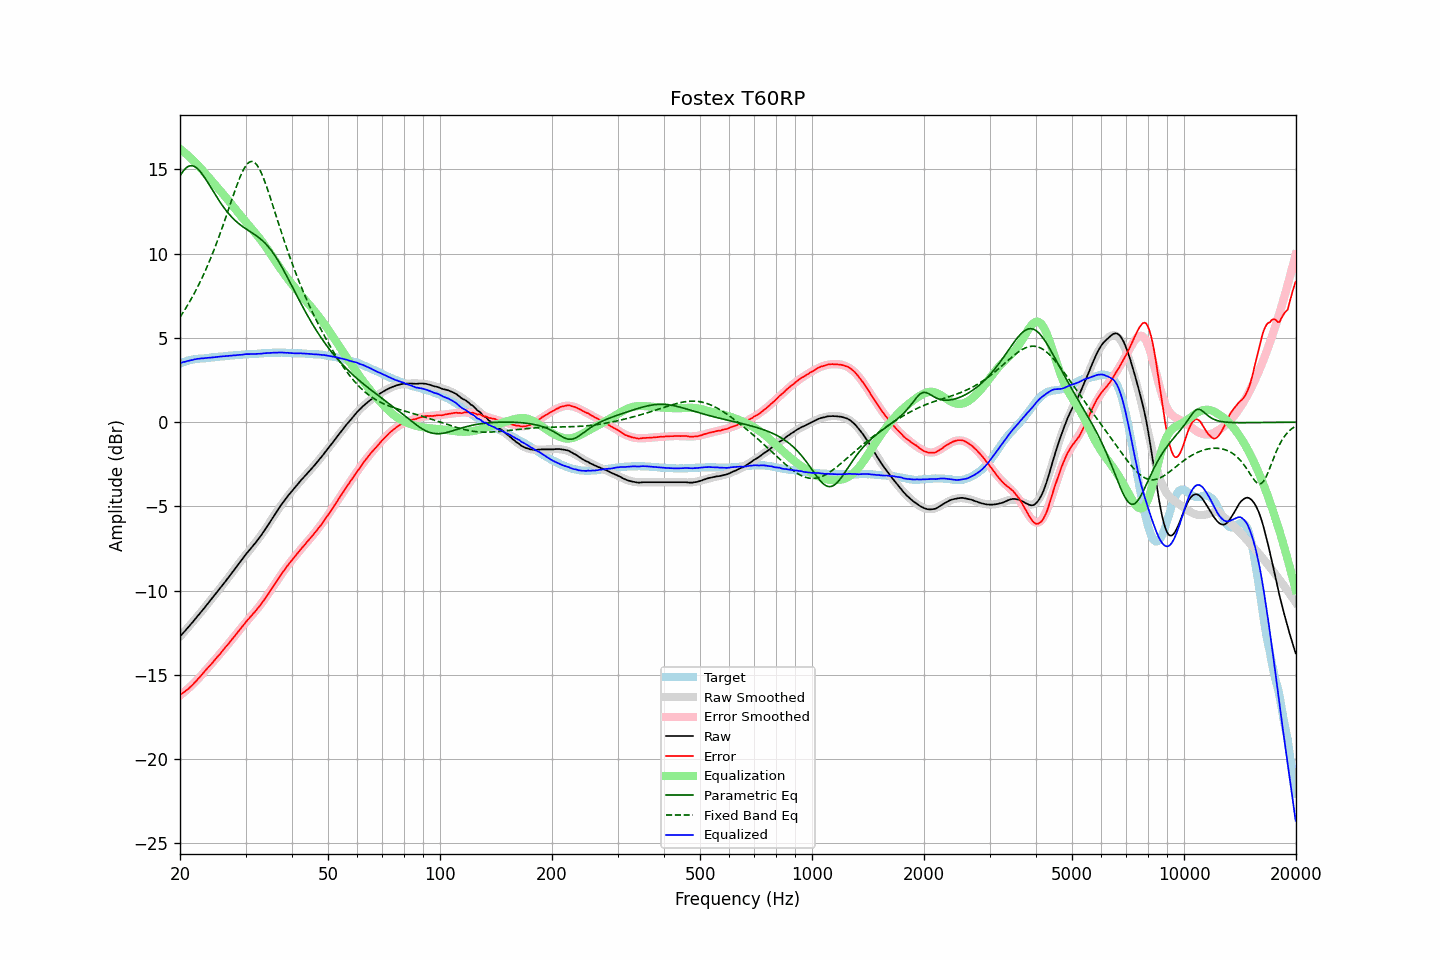 Fostex T60RP
Amplitude (dBr)
15
10
5
0
−5
−10
−15
−20
−25
20
50
100
200
500
1000
2000
5000
10000
20000
Frequency (Hz)
Target
Raw Smoothed
Error Smoothed
Raw
Error
Equalization
Parametric Eq
Fixed Band Eq
Equalized